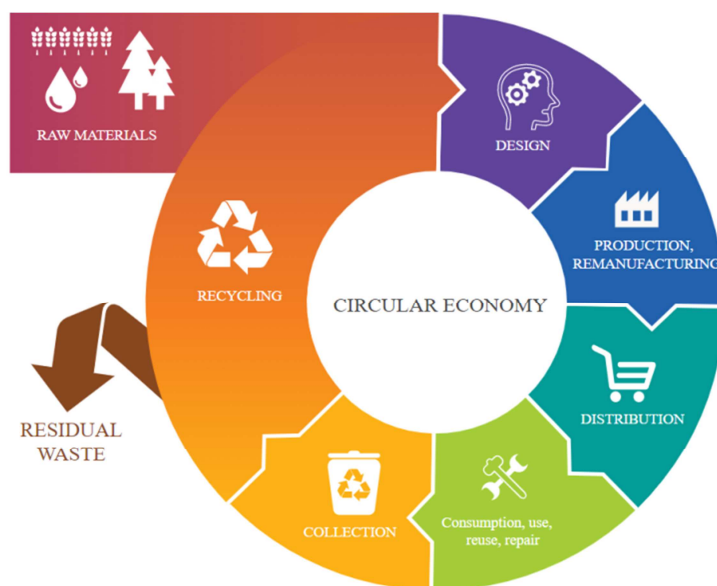 RAW MATERIALS
DESIGN
PRODUCTION,
REMANUFACTURING
RECYCLING
CIRCULAR ECONOMY
DISTRIBUTION
RESIDUAL
WASTE
COLLECTION
Consumption, use,
reuse, repair